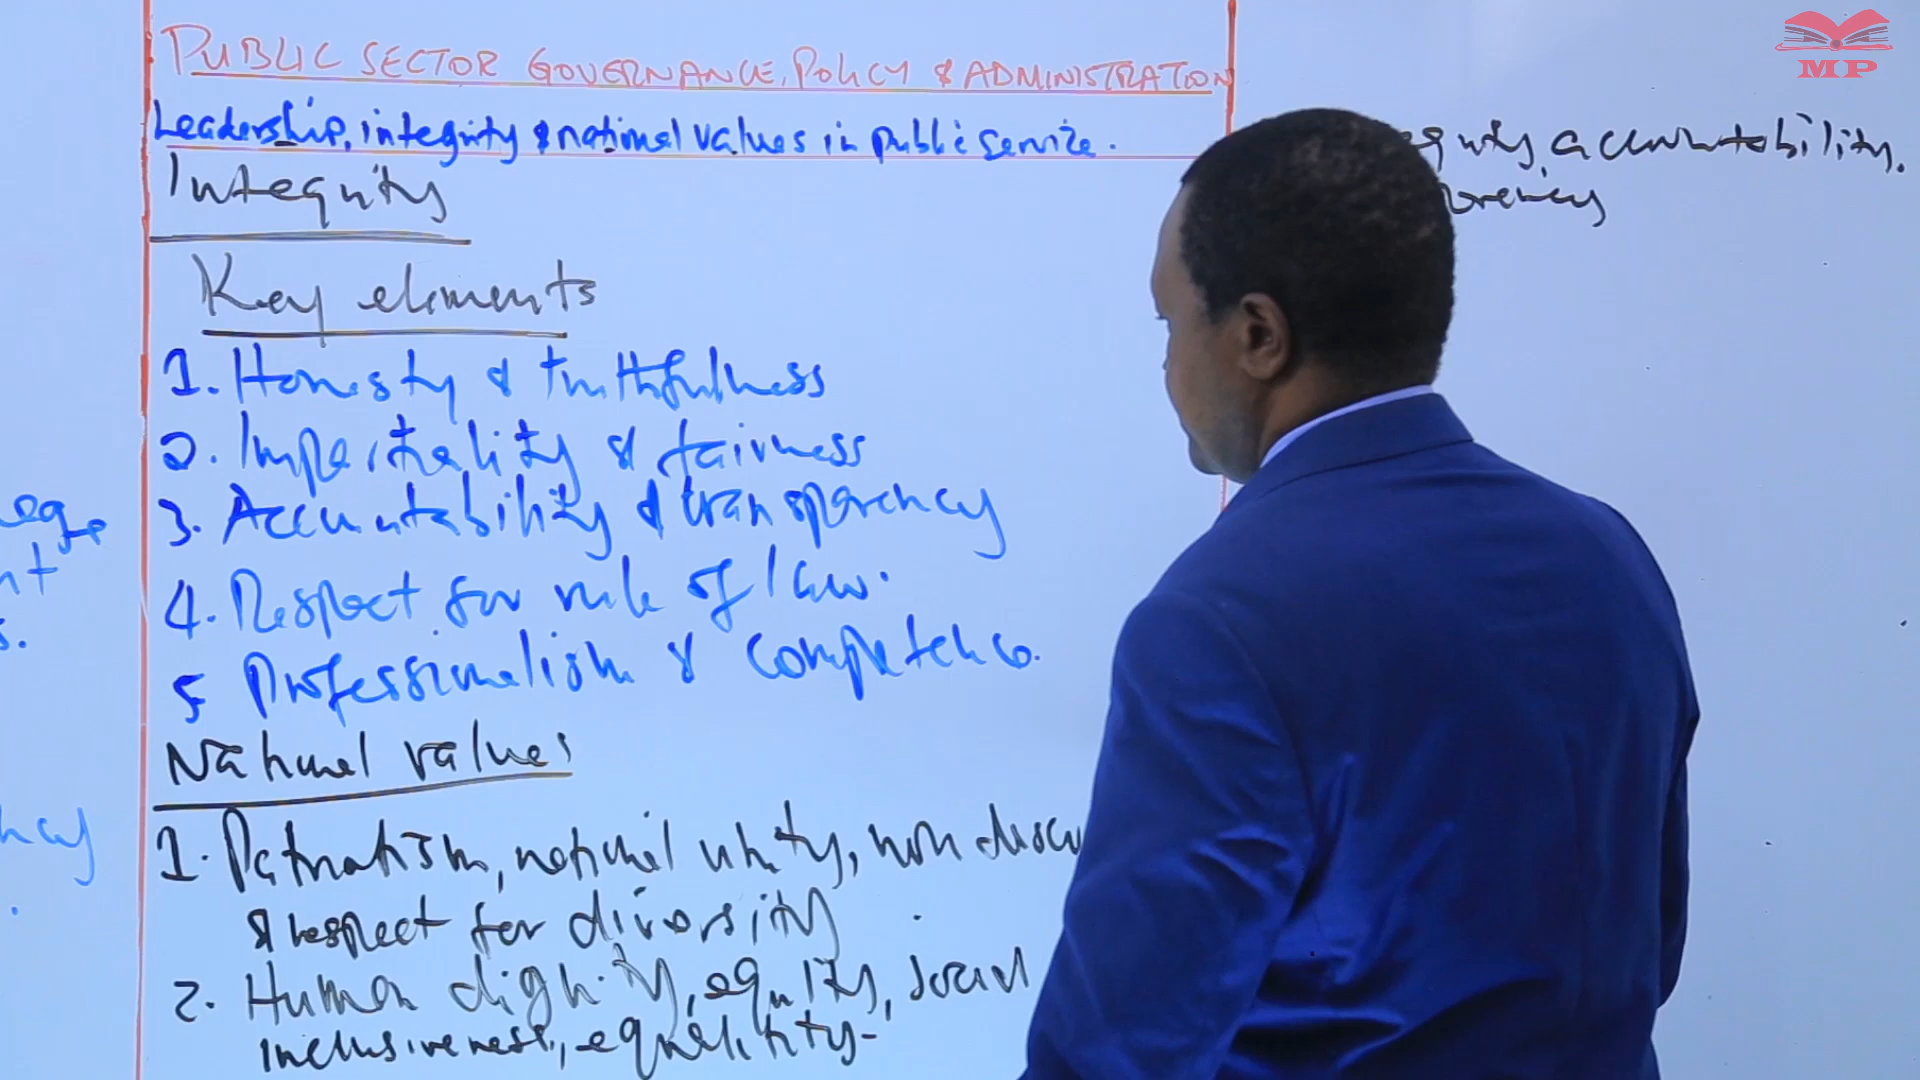 PUBLIC SECTOR GOVERNANCE, POLICY & ADMINISTRATION
Leadership, integrity & national values in public service.
Integrity
Key elements
1. Honesty & truthfulness
2. Impartiality & fairness
3. Accountability & transparency
4. Respect for rule of law.
5 Professionalism & competence.
National values
1. Patriotism, national unity, non
& respect for diversity
2. Human dignity, equity, social
inclusiveness, equality
accountability.
MP